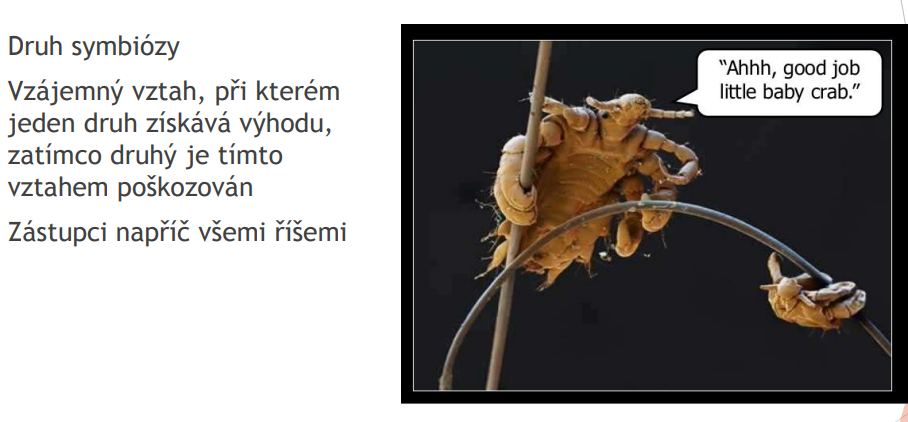 Druh symbiózy
Vzájemný vztah, při kterém
jeden druh získává výhodu,
zatímco druhý je tímto
vztahem poškozován
Zástupci napříč všemi říšemi
“Ahhh, good job
little baby crab.”